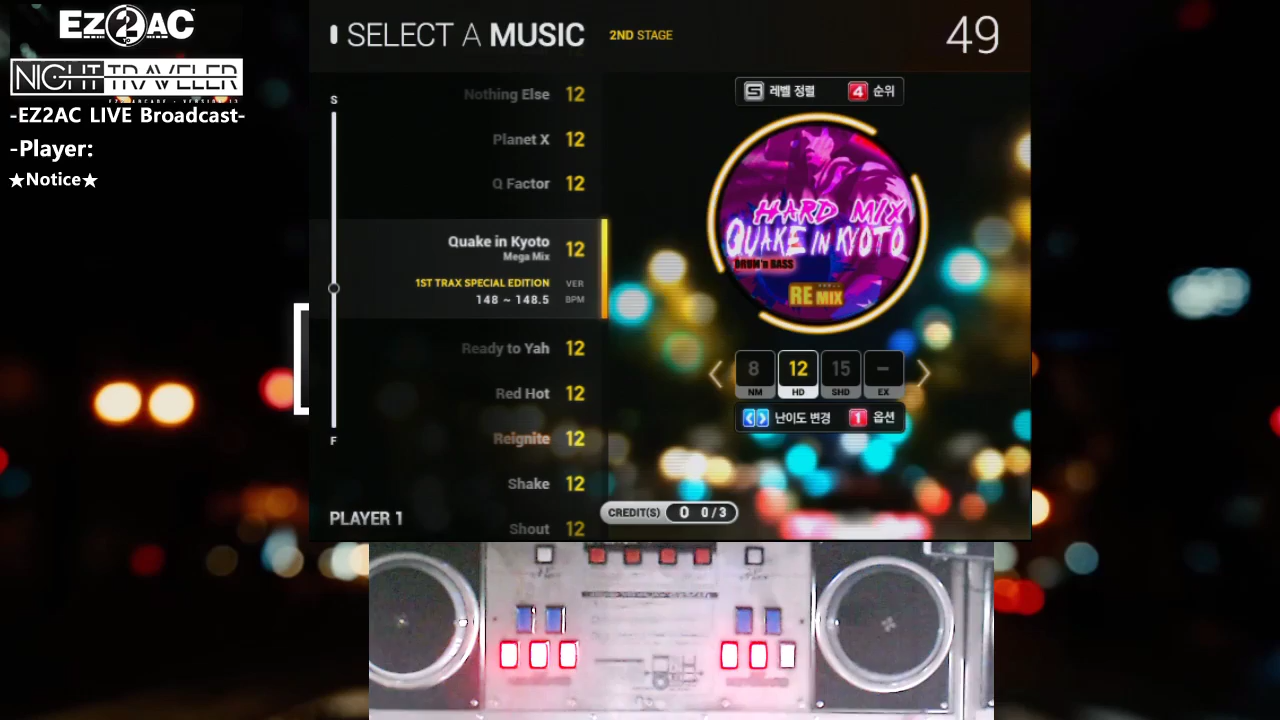 EZ2AC
NIGHT TRAVELER
-EZ2AC LIVE Broadcast-
-Player:
★Notice★
SELECT A MUSIC
2ND STAGE
49
S
F
Nothing Else 12
Planet X 12
Q Factor 12
Quake in Kyoto 12
Mega Mix
1ST TRAX SPECIAL EDITION VER
148 ~ 148.5 BPM
Ready to Yah 12
Red Hot 12
Reignite 12
Shake 12
Shout 12
PLAYER 1
S 레벨 정렬 4 순위
HARD MIX
QUAKE IN KYOTO
DRUM'n BASS
RE MIX
8 12 15 -
NM HD SHD EX
난이도 변경 1 옵션
CREDIT(S) 0 0/3